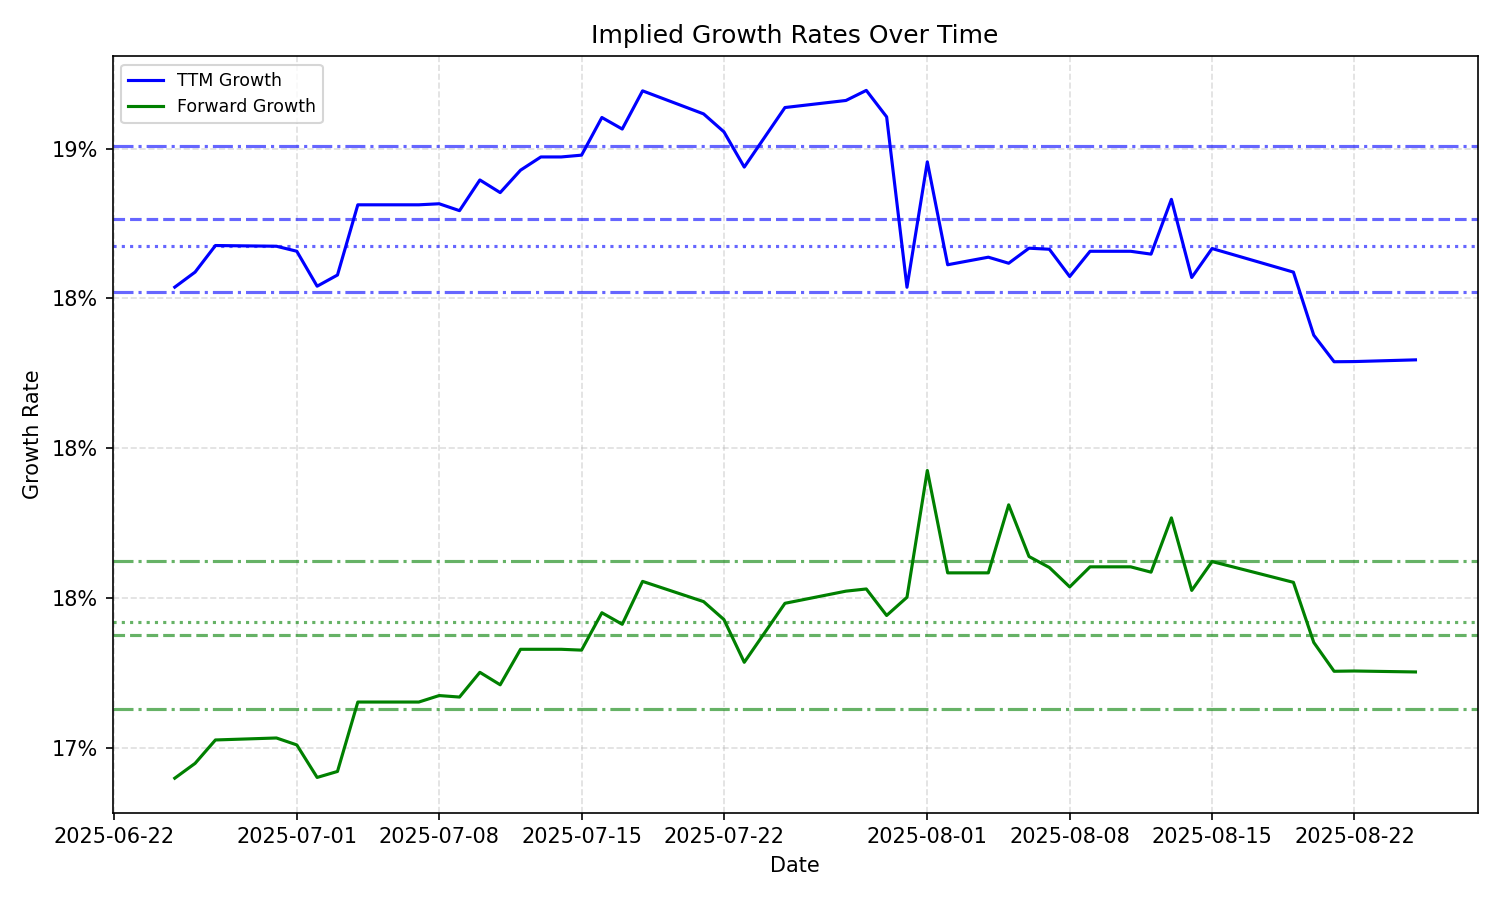 Implied Growth Rates Over Time
TTM Growth
Forward Growth
19%
18%
18%
18%
17%
Growth Rate
2025-06-22 2025-07-01 2025-07-08 2025-07-15 2025-07-22 2025-08-01 2025-08-08 2025-08-15 2025-08-22
Date